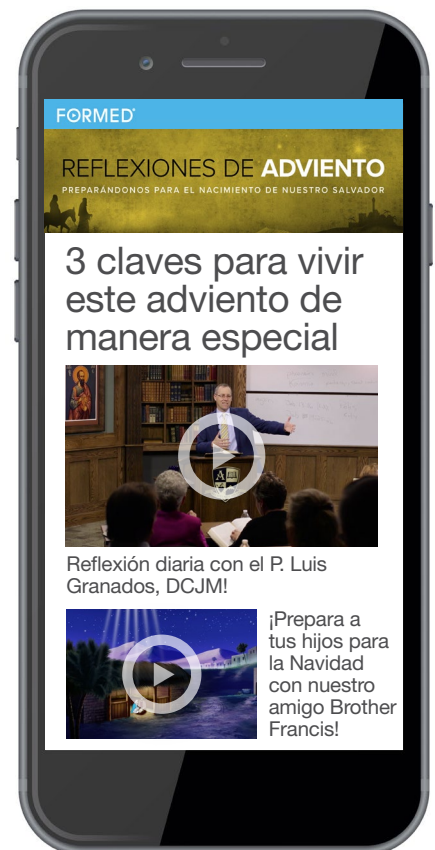 FORMED
REFLEXIONES DE ADVIENTO
PREPARÁNDONOS PARA EL NACIMIENTO DE NUESTRO SALVADOR
3 claves para vivir
este adviento de
manera especial
Reflexión diaria con el P. Luis
Granados, DCJM!
¡Prepara a
tus hijos para
la Navidad
con nuestro
amigo Brother
Francis!